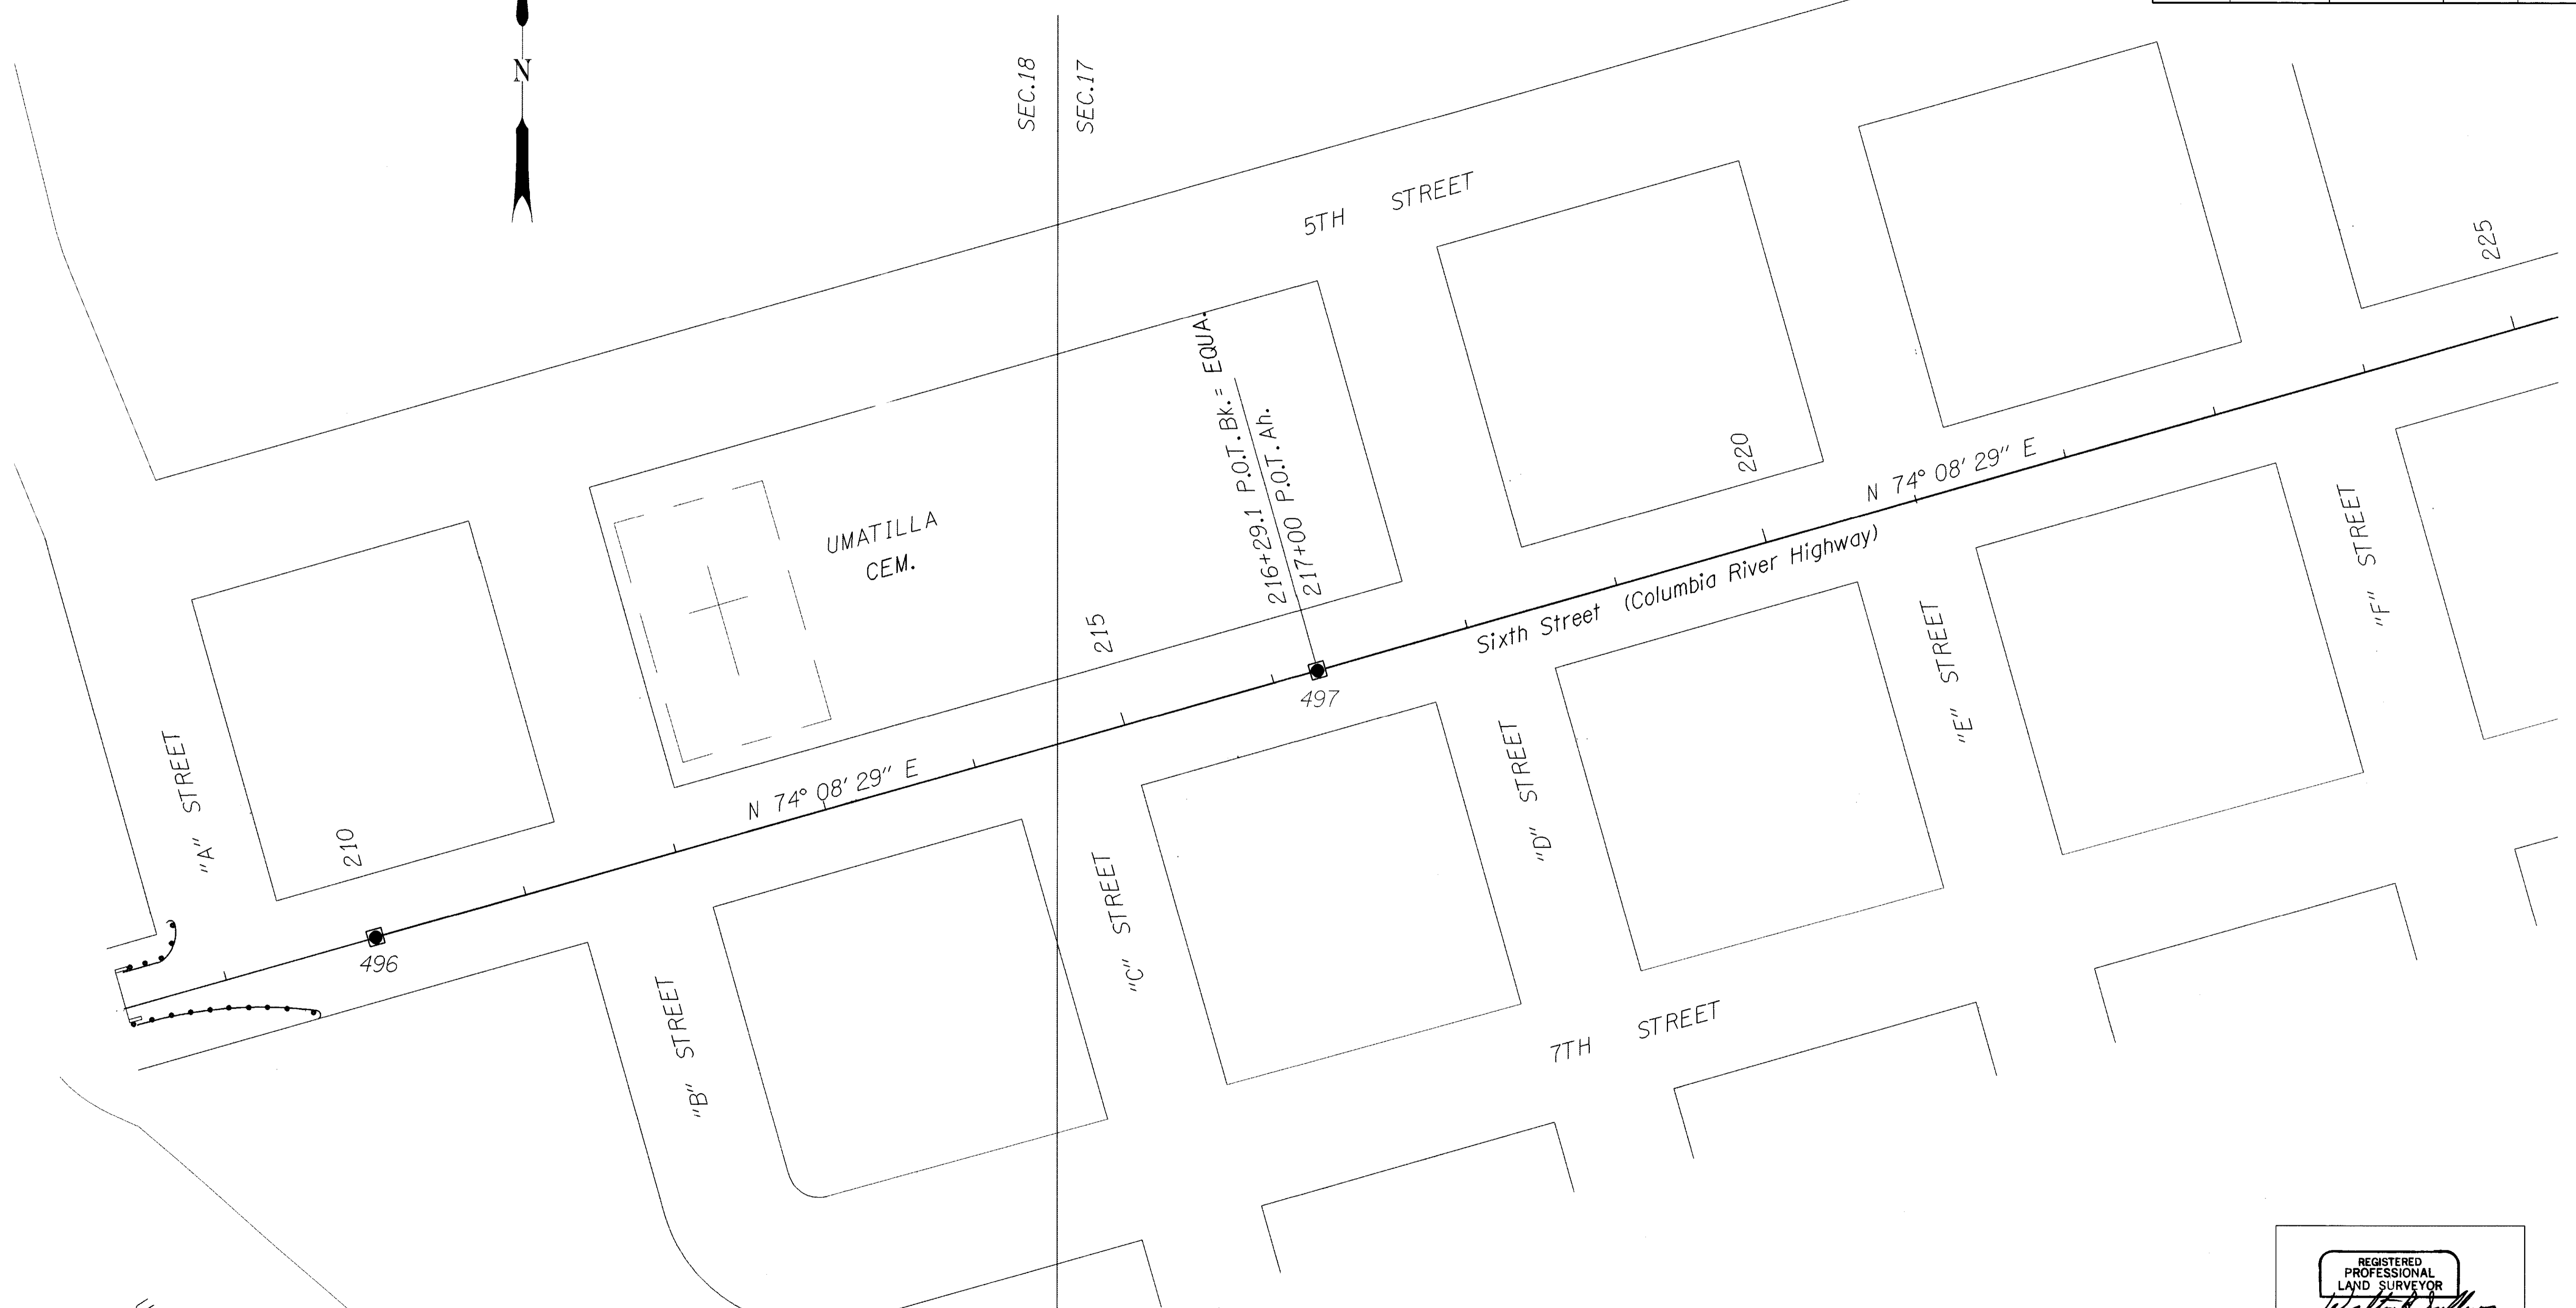 N
SEC.18
SEC.17
5TH STREET
225
216+29.1 P.O.T. Bk.= EQUA.
217+00 P.O.T. Ah.
220
N 74° 08' 29" E
UMATILLA
CEM.
215
Sixth Street (Columbia River Highway)
497
"F" STREET
"E" STREET
"D" STREET
"A" STREET
210
N 74° 08' 29" E
496
"C" STREET
"B" STREET
7TH STREET
REGISTERED
PROFESSIONAL
LAND SURVEYOR